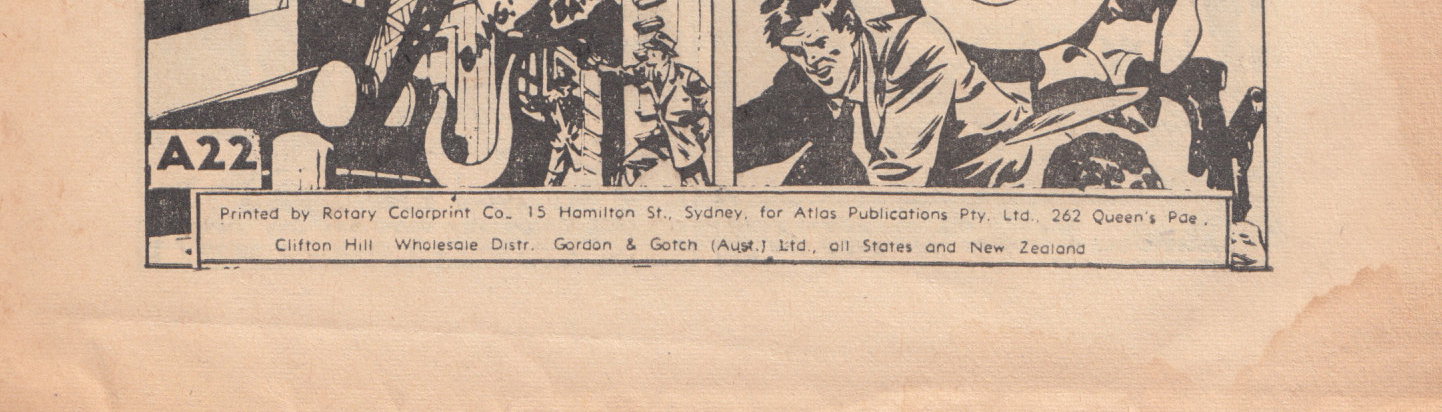 A22
Printed by Rotary Colorprint Co. 15 Hamilton St., Sydney, for Atlas Publications Pty. Ltd., 262 Queen's Pde.,
Clifton Hill Wholesale Distr. Gordon & Gotch (Aust.) Ltd., all States and New Zealand